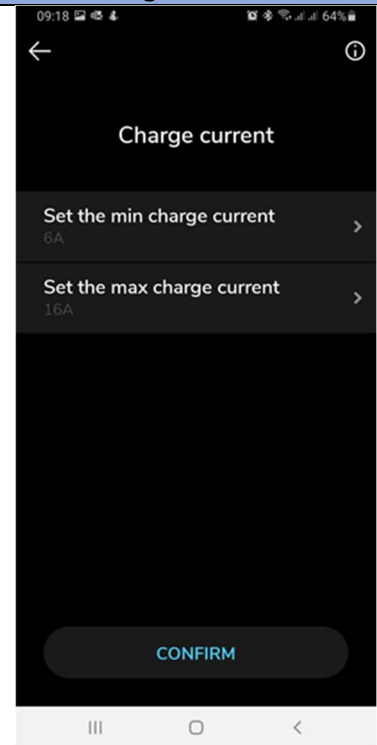 09:18 64%
Charge current
Set the min charge current
6A
Set the max charge current
16A
CONFIRM